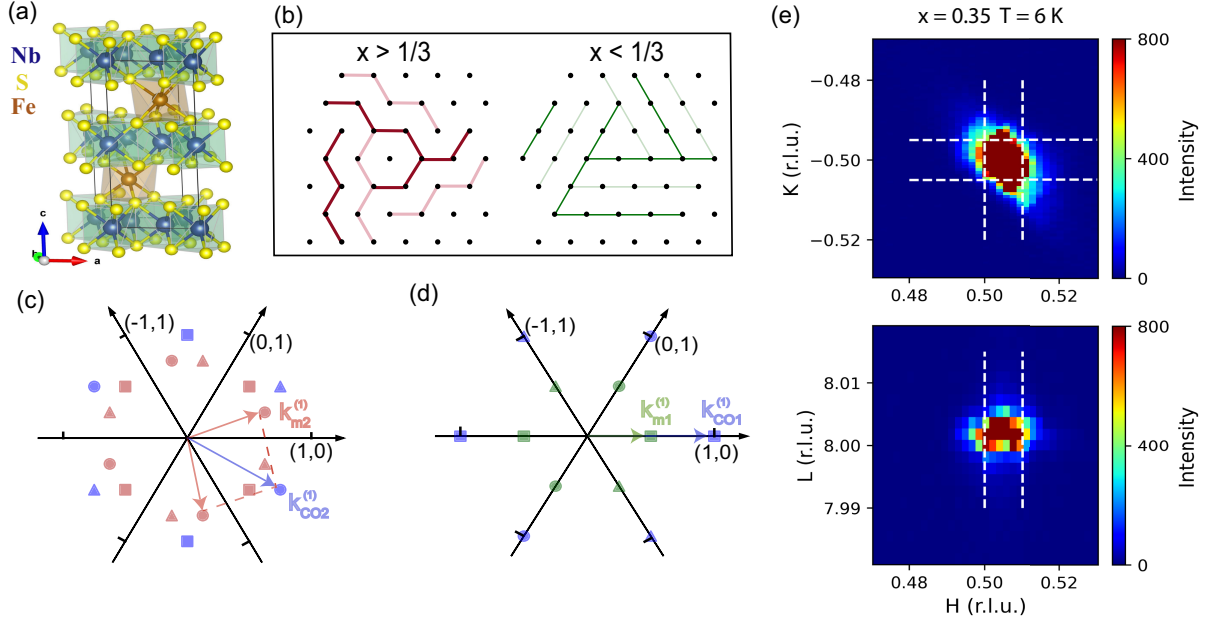 (a)
Nb
S
Fe
c
a
(b)
x > 1/3
x < 1/3
(c)
(-1,1)
(0,1)
k_m2^(1)
(1,0)
k_CO2^(1)
(d)
(-1,1)
(0,1)
k_m1^(1)
k_CO1^(1)
(1,0)
(e)
x = 0.35 T = 6 K
−0.48
−0.50
−0.52
K (r.l.u.)
0.48
0.50
0.52
800
400
0
Intensity
8.01
8.00
7.99
L (r.l.u.)
0.48
0.50
0.52
H (r.l.u.)
800
400
0
Intensity